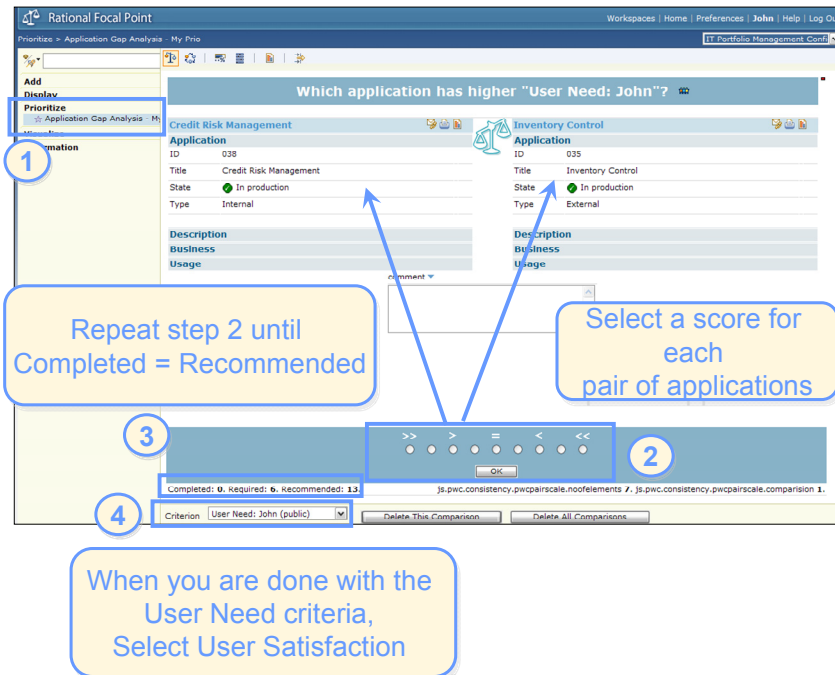 Rational Focal Point
Workspaces | Home | Preferences | John | Help | Log Ou
Prioritize > Application Gap Analysis - My Prio
IT Portfolio Management Confi
Add
Display
Prioritize
Application Gap Analysis - My
1
Which application has higher "User Need: John"?
Credit Risk Management
Application
ID 038
Title Credit Risk Management
State In production
Type Internal
Description
Business
Usage
Inventory Control
Application
ID 035
Title Inventory Control
State In production
Type External
Description
Business
Usage
comment
Repeat step 2 until
Completed = Recommended
Select a score for
each
pair of applications
3
>> > = < <<
OK
2
Completed: 0. Required: 6. Recommended: 13.
js.pwc.consistency.pwcpairscale.noofelements 7. js.pwc.consistency.pwcpairscale.comparision 1.
4
Criterion User Need: John (public)
Delete This Comparison
Delete All Comparisons
When you are done with the
User Need criteria,
Select User Satisfaction